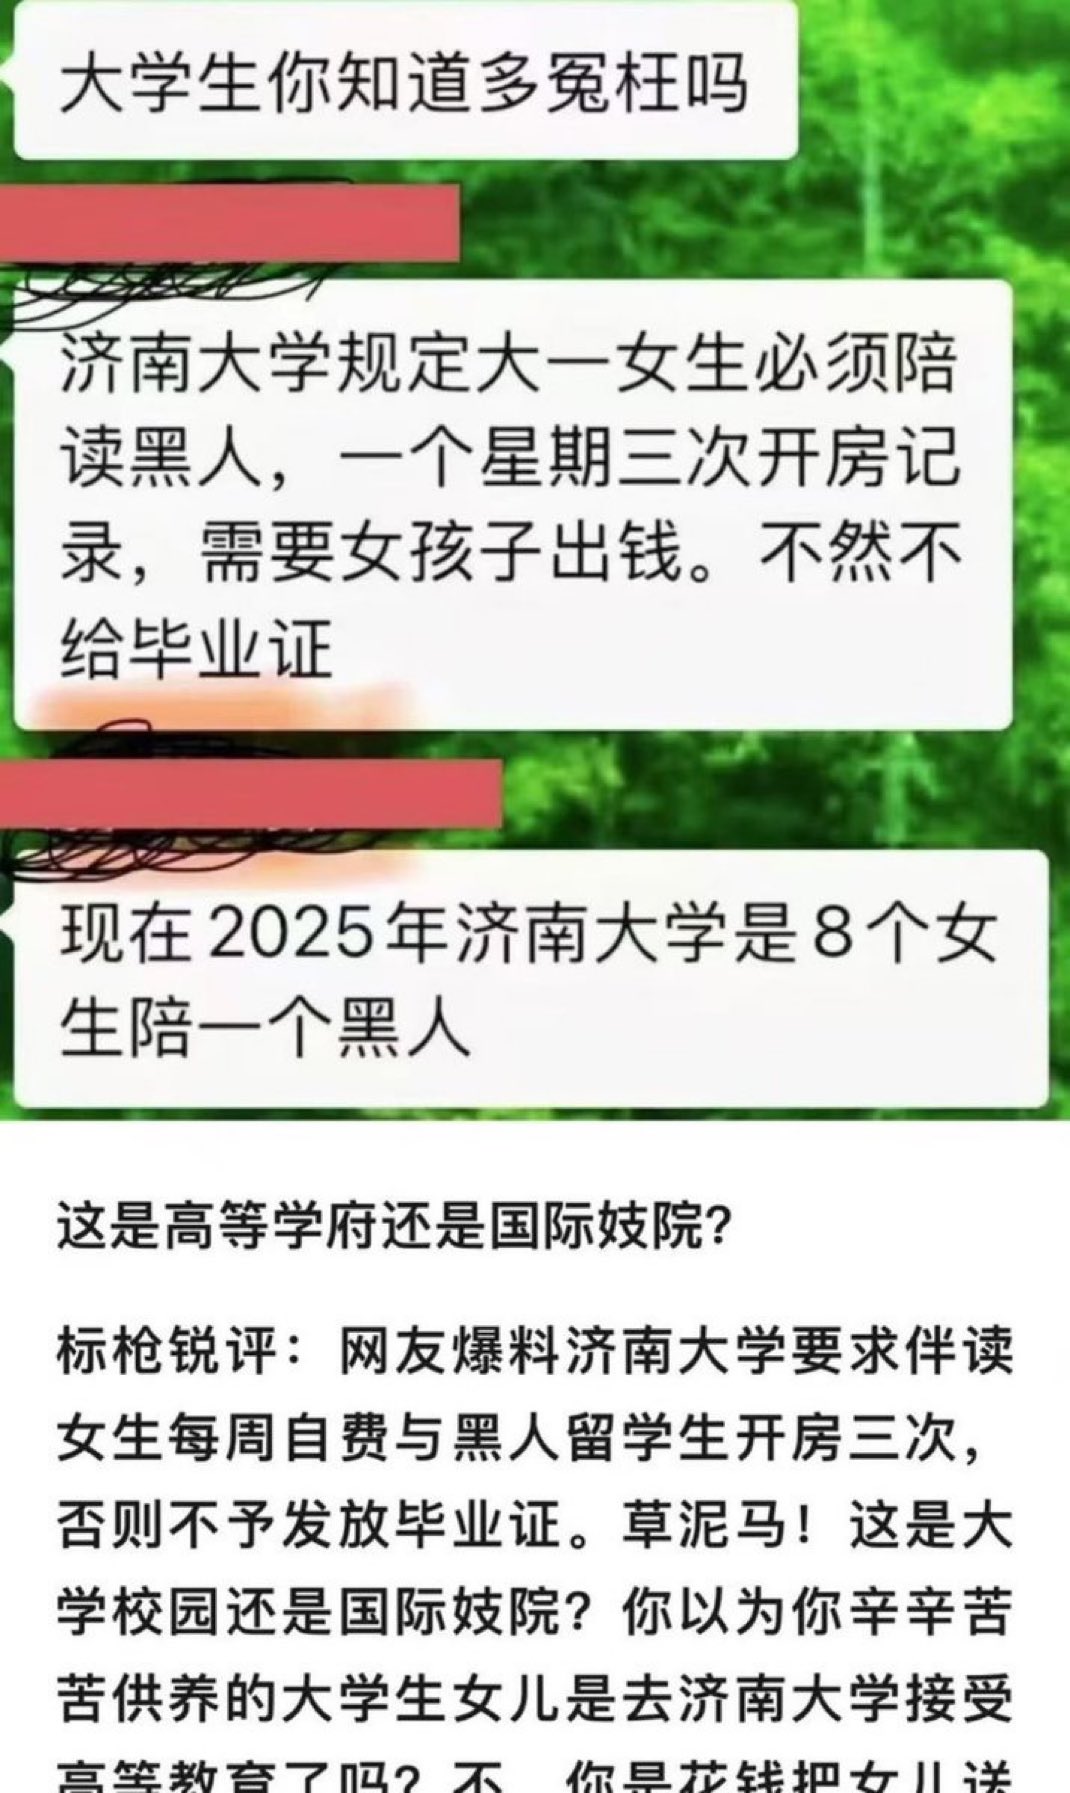 大学生你知道多冤枉吗
济南大学规定大一女生必须陪
读黑人，一个星期三次开房记
录，需要女孩子出钱。不然不
给毕业证
现在2025年济南大学是8个女
生陪一个黑人
这是高等学府还是国际妓院？
标枪锐评：网友爆料济南大学要求伴读
女生每周自费与黑人留学生开房三次，
否则不予发放毕业证。草泥马！这是大
学校园还是国际妓院？你以为你辛辛苦
苦供养的大学生女儿是去济南大学接受
高等教育了吗？不，你是花钱把女儿送